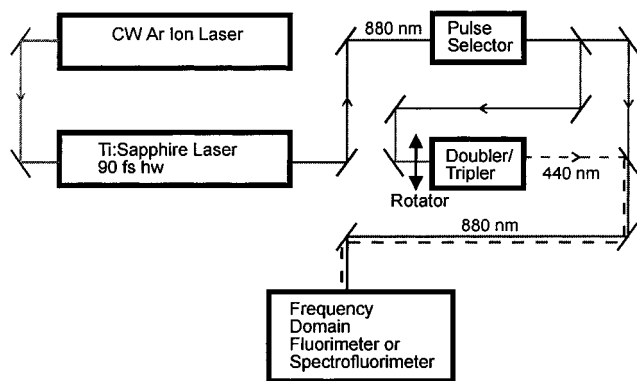 CW Ar Ion Laser
880 nm
Pulse
Selector
Ti:Sapphire Laser
90 fs hw
Doubler/
Tripler
440 nm
Rotator
880 nm
Frequency
Domain
Fluorimeter or
Spectrofluorimeter